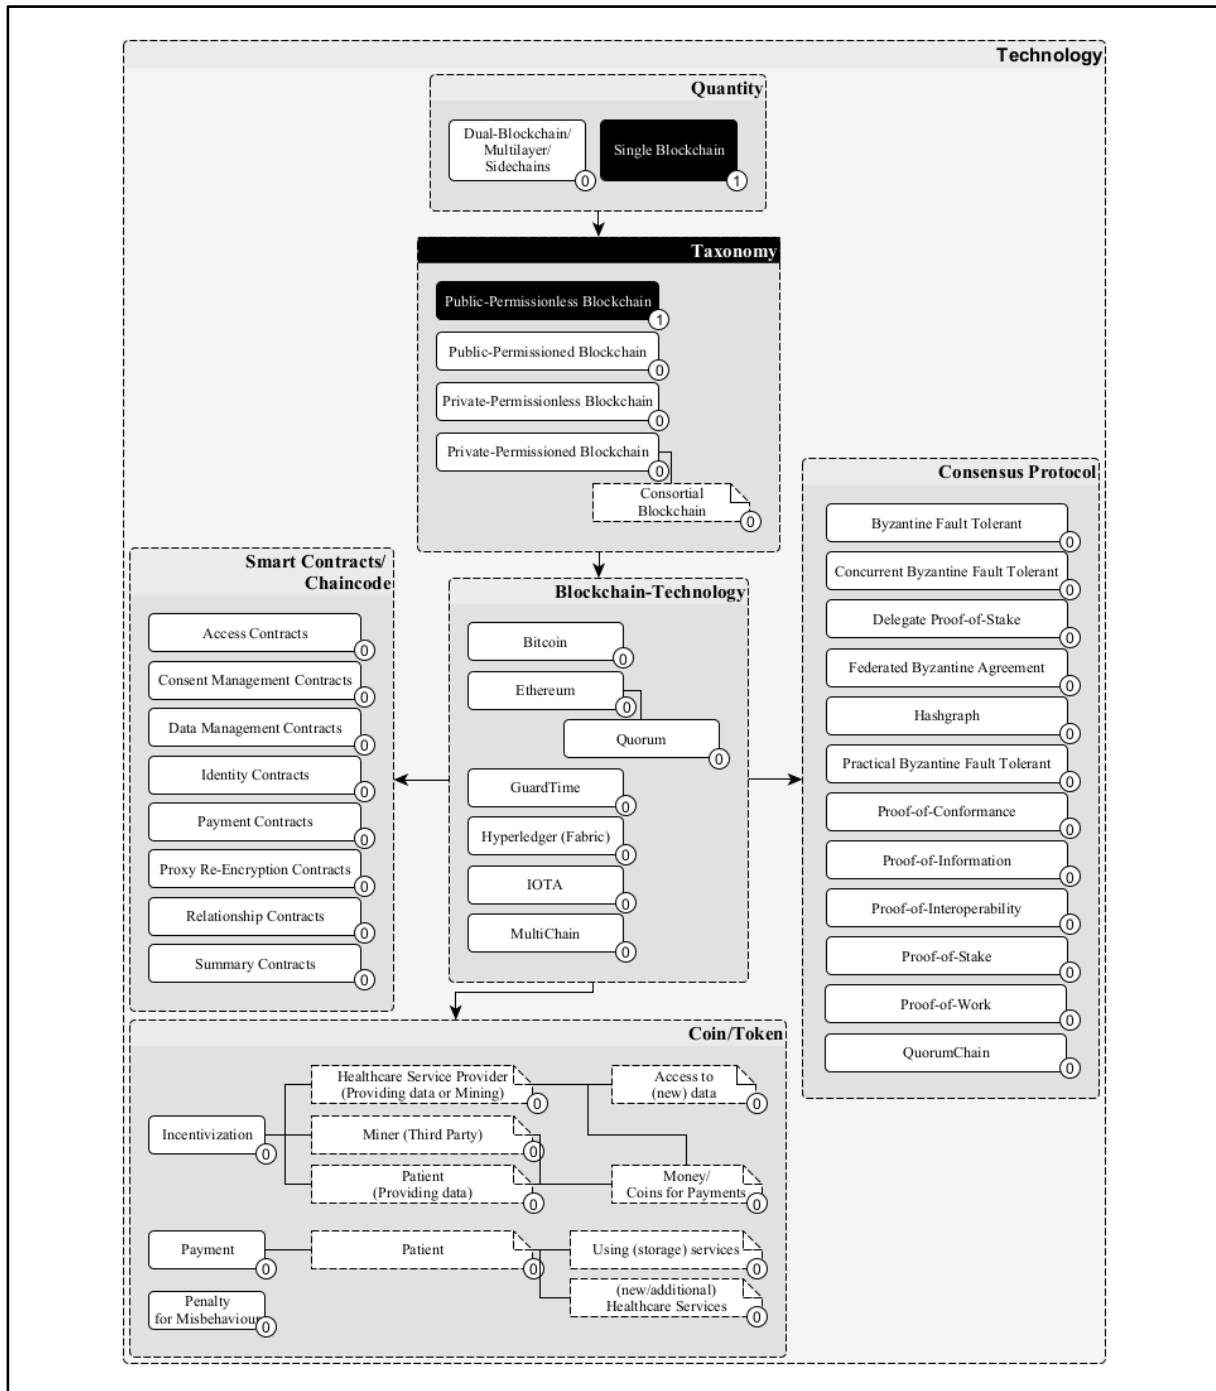 Technology
Quantity
Dual-Blockchain/
Multilayer/
Sidechains
0
Single Blockchain
1
Taxonomy
Public-Permissionless Blockchain
1
Public-Permissioned Blockchain
0
Private-Permissionless Blockchain
0
Private-Permissioned Blockchain
0
Consortial
Blockchain
0
Smart Contracts/
Chaincode
Access Contracts
0
Consent Management Contracts
0
Data Management Contracts
0
Identity Contracts
0
Payment Contracts
0
Proxy Re-Encryption Contracts
0
Relationship Contracts
0
Summary Contracts
0
Blockchain-Technology
Bitcoin
0
Ethereum
0
Quorum
0
GuardTime
0
Hyperledger (Fabric)
0
IOTA
0
MultiChain
0
Consensus Protocol
Byzantine Fault Tolerant
0
Concurrent Byzantine Fault Tolerant
0
Delegate Proof-of-Stake
0
Federated Byzantine Agreement
0
Hashgraph
0
Practical Byzantine Fault Tolerant
0
Proof-of-Conformance
0
Proof-of-Information
0
Proof-of-Interoperability
0
Proof-of-Stake
0
Proof-of-Work
0
QuorumChain
0
Coin/Token
Incentivization
0
Healthcare Service Provider
(Providing data or Mining)
0
Access to
(new) data
0
Miner (Third Party)
0
Patient
(Providing data)
0
Money/
Coins for Payments
0
Payment
0
Patient
0
Using (storage) services
0
(new/additional)
Healthcare Services
0
Penalty
for Misbehaviour
0